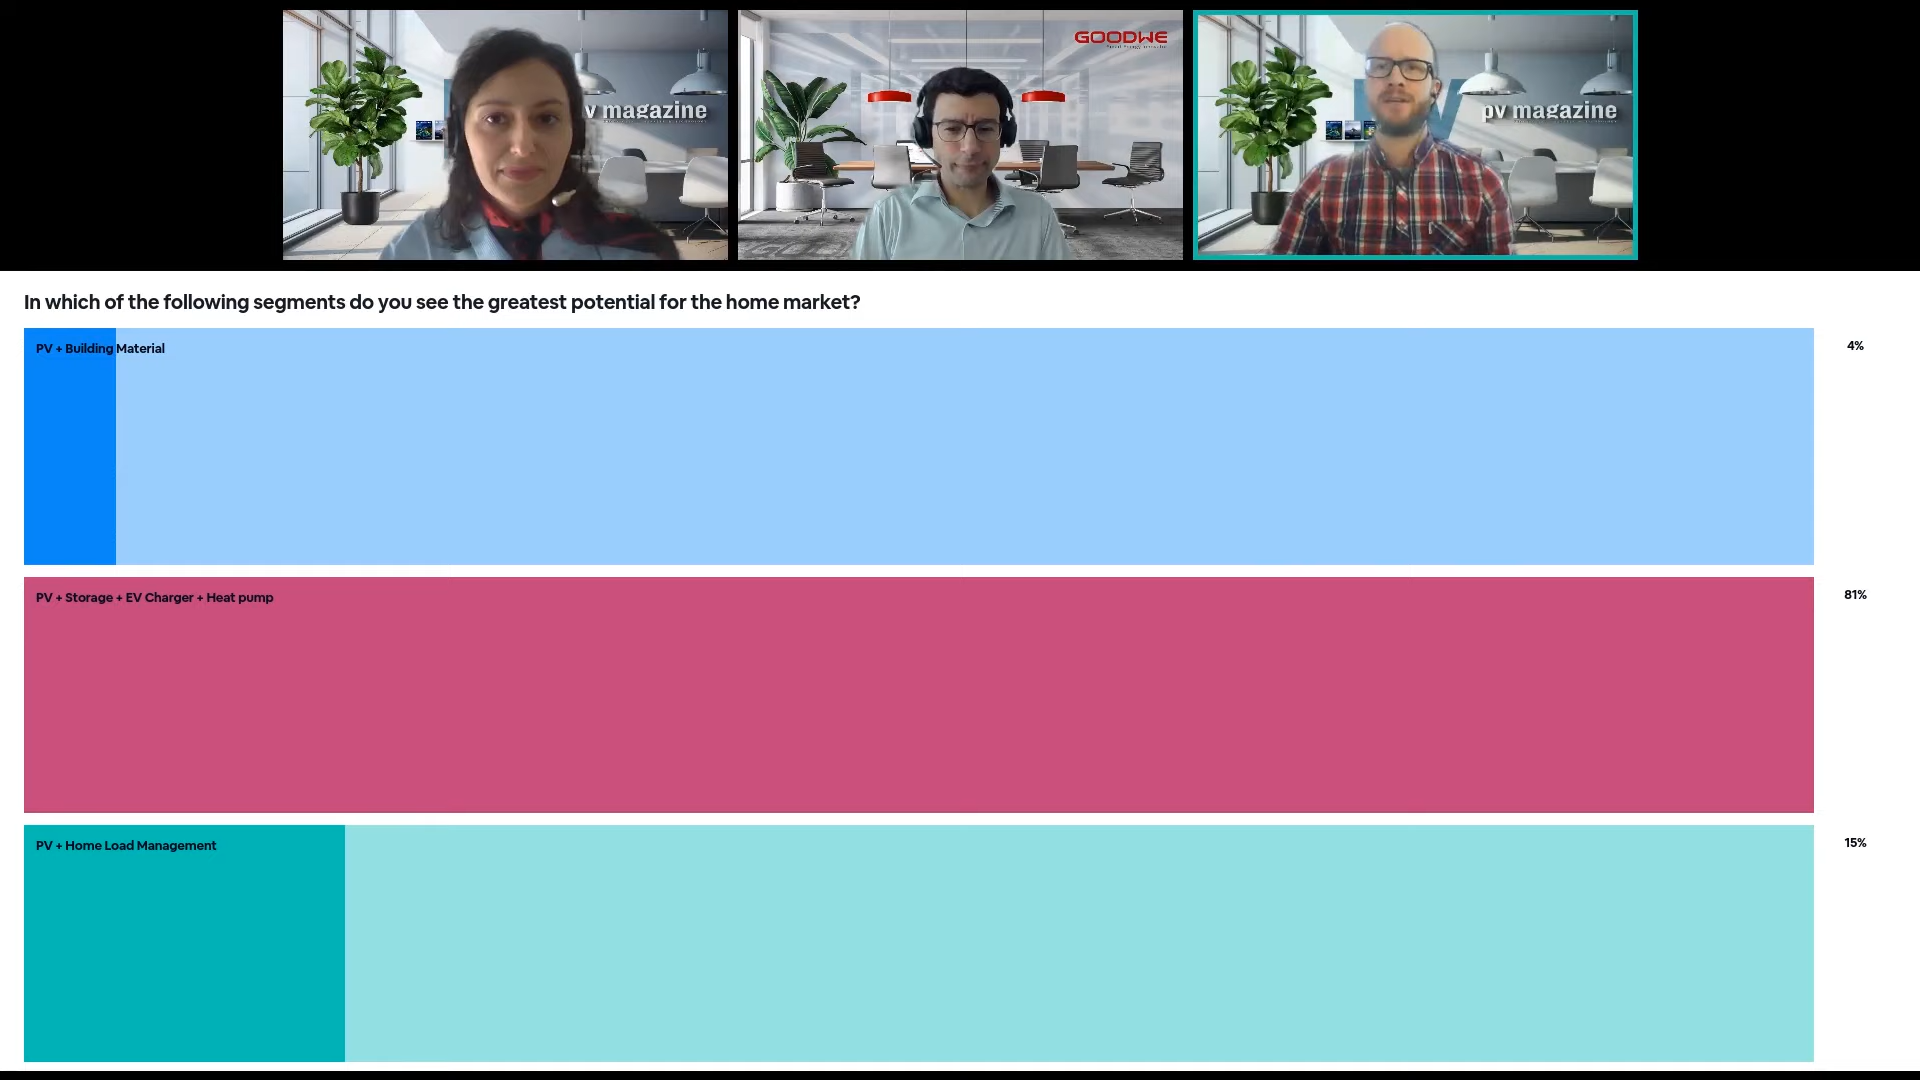 v magazine
GOODWE
pv magazine
In which of the following segments do you see the greatest potential for the home market?
PV + Building Material
4%
PV + Storage + EV Charger + Heat pump
81%
PV + Home Load Management
15%